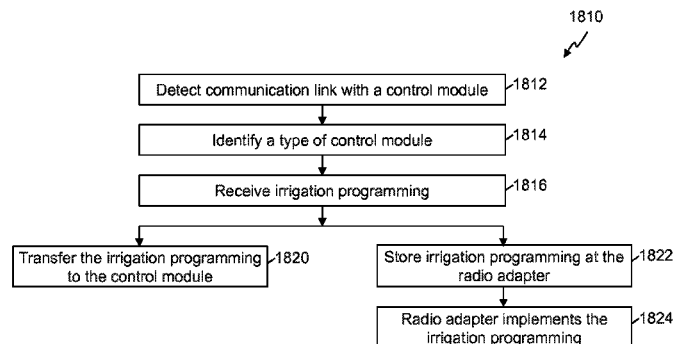 1810
Detect communication link with a control module
1812
Identify a type of control module
1814
Receive irrigation programming
1816
Transfer the irrigation programming
to the control module
1820
Store irrigation programming at the
radio adapter
1822
Radio adapter implements the
irrigation programming
1824